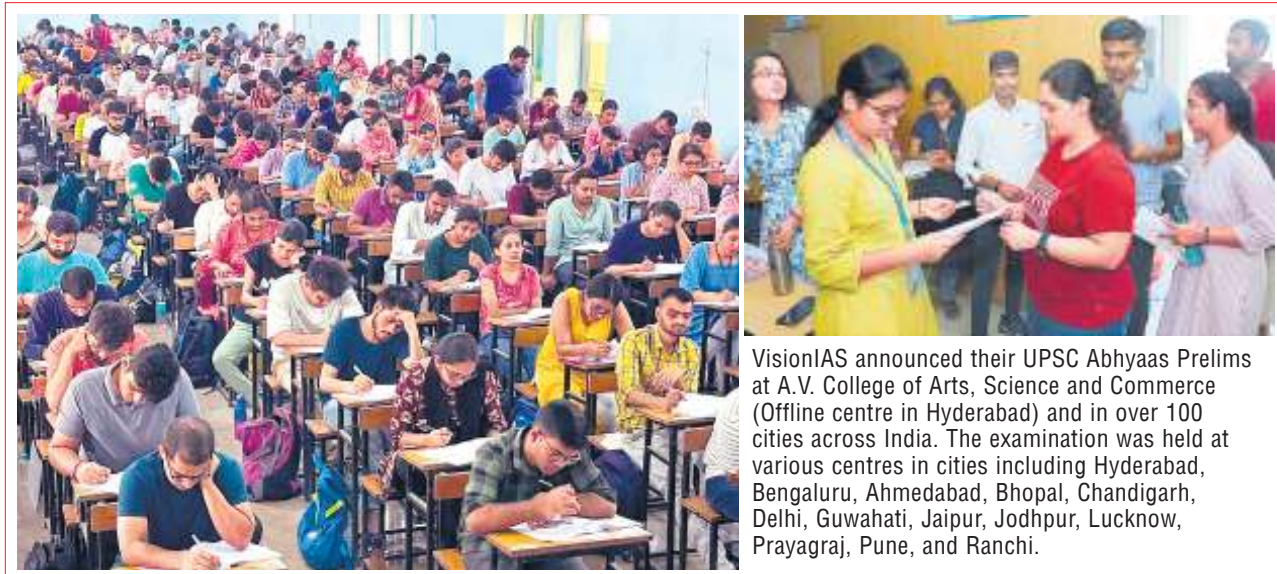 VisionIAS announced their UPSC Abhyaas Prelims
at A.V. College of Arts, Science and Commerce
(Offline centre in Hyderabad) and in over 100
cities across India. The examination was held at
various centres in cities including Hyderabad,
Bengaluru, Ahmedabad, Bhopal, Chandigarh,
Delhi, Guwahati, Jaipur, Jodhpur, Lucknow,
Prayagraj, Pune, and Ranchi.